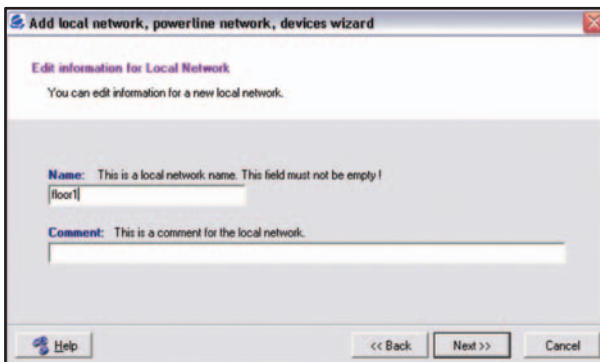 Add local network, powerline network, devices wizard
Edit information for Local Network
You can edit information for a new local network.
Name: This is a local network name. This field must not be empty !
floor1
Comment: This is a comment for the local network.
Help
<< Back
Next >>
Cancel